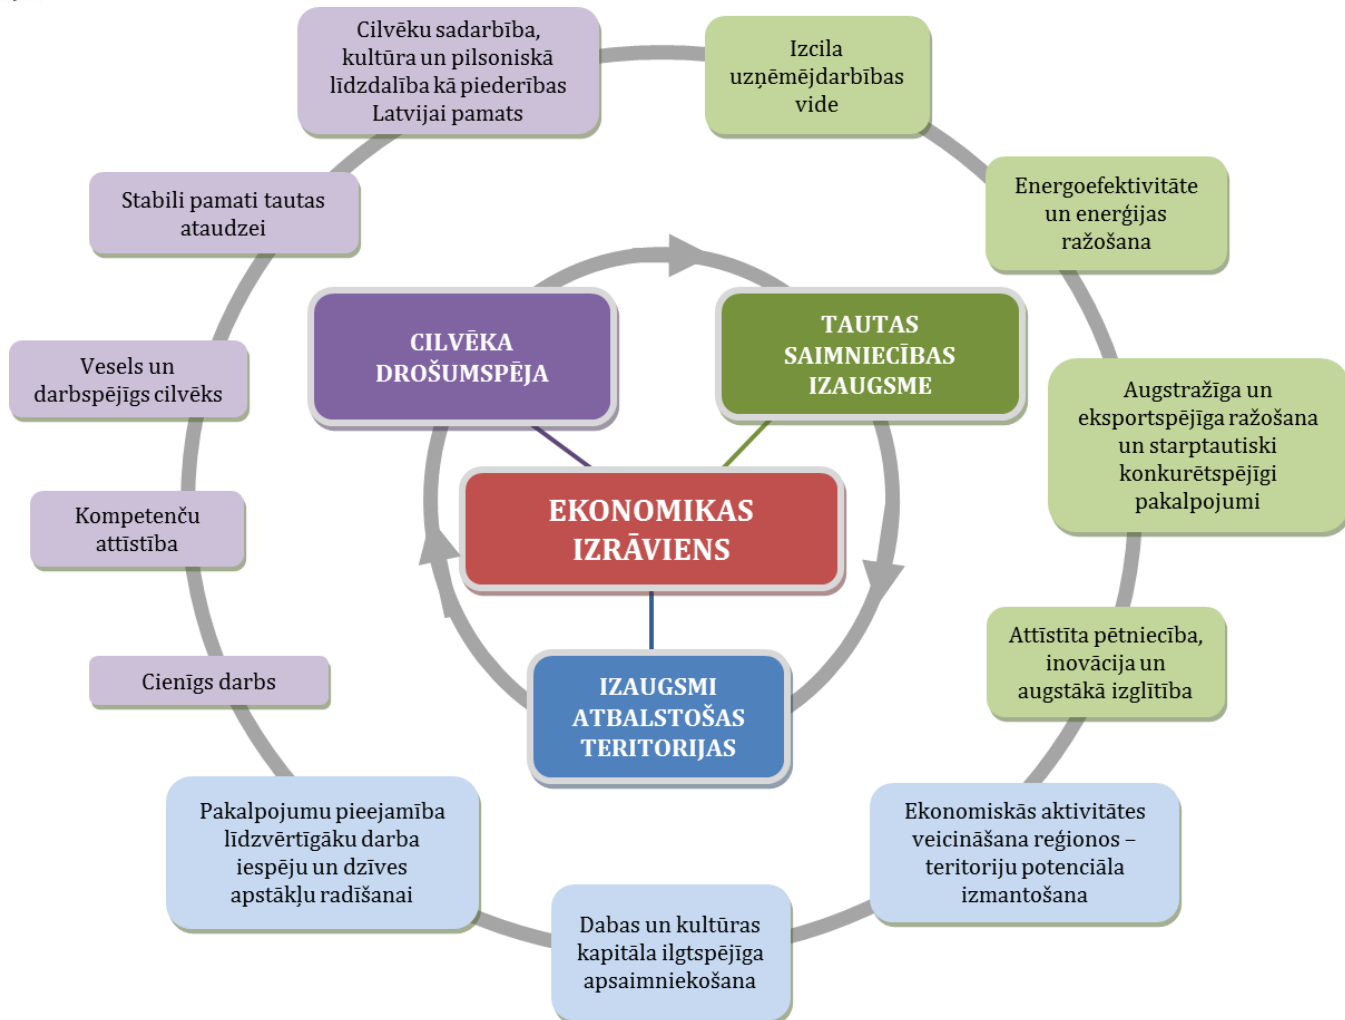 Cilvēku sadarbība,
kultūra un pilsoniskā
līdzdalība kā piederības
Latvijai pamats
Izcila
uzņēmējdarbības
vide
Stabili pamati tautas
ataudzei
Energoefektivitāte
un enerģijas
ražošana
CILVĒKA
DROŠUMSPĒJA
TAUTAS
SAIMNIECĪBAS
IZAUGSME
Vesels un
darbspējīgs cilvēks
Augstražīga un
eksportspējīga ražošana
un starptautiski
konkurētspējīgi
pakalpojumi
EKONOMIKAS
IZRĀVIENS
Kompetenču
attīstība
Attīstīta pētniecība,
inovācija un
augstākā izglītība
Cienīgs darbs
IZAUGSMI
ATBALSTOŠAS
TERITORIJAS
Pakalpojumu pieejamība
līdzvērtīgāku darba
iespēju un dzīves
apstākļu radīšanai
Ekonomiskās aktivitātes
veicināšana reģionos –
teritoriju potenciāla
izmantošana
Dabas un kultūras
kapitāla ilgtspējīga
apsaimniekošana